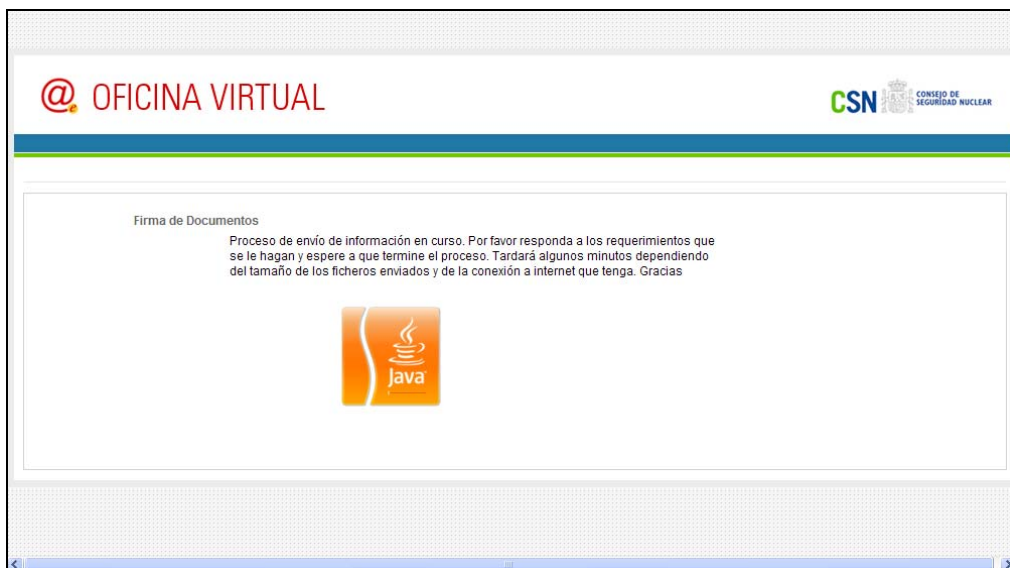 @e OFICINA VIRTUAL
CSN CONSEJO DE
SEGURIDAD NUCLEAR
Firma de Documentos
Proceso de envío de información en curso. Por favor responda a los requerimientos que
se le hagan y espere a que termine el proceso. Tardará algunos minutos dependiendo
del tamaño de los ficheros enviados y de la conexión a internet que tenga. Gracias
Java